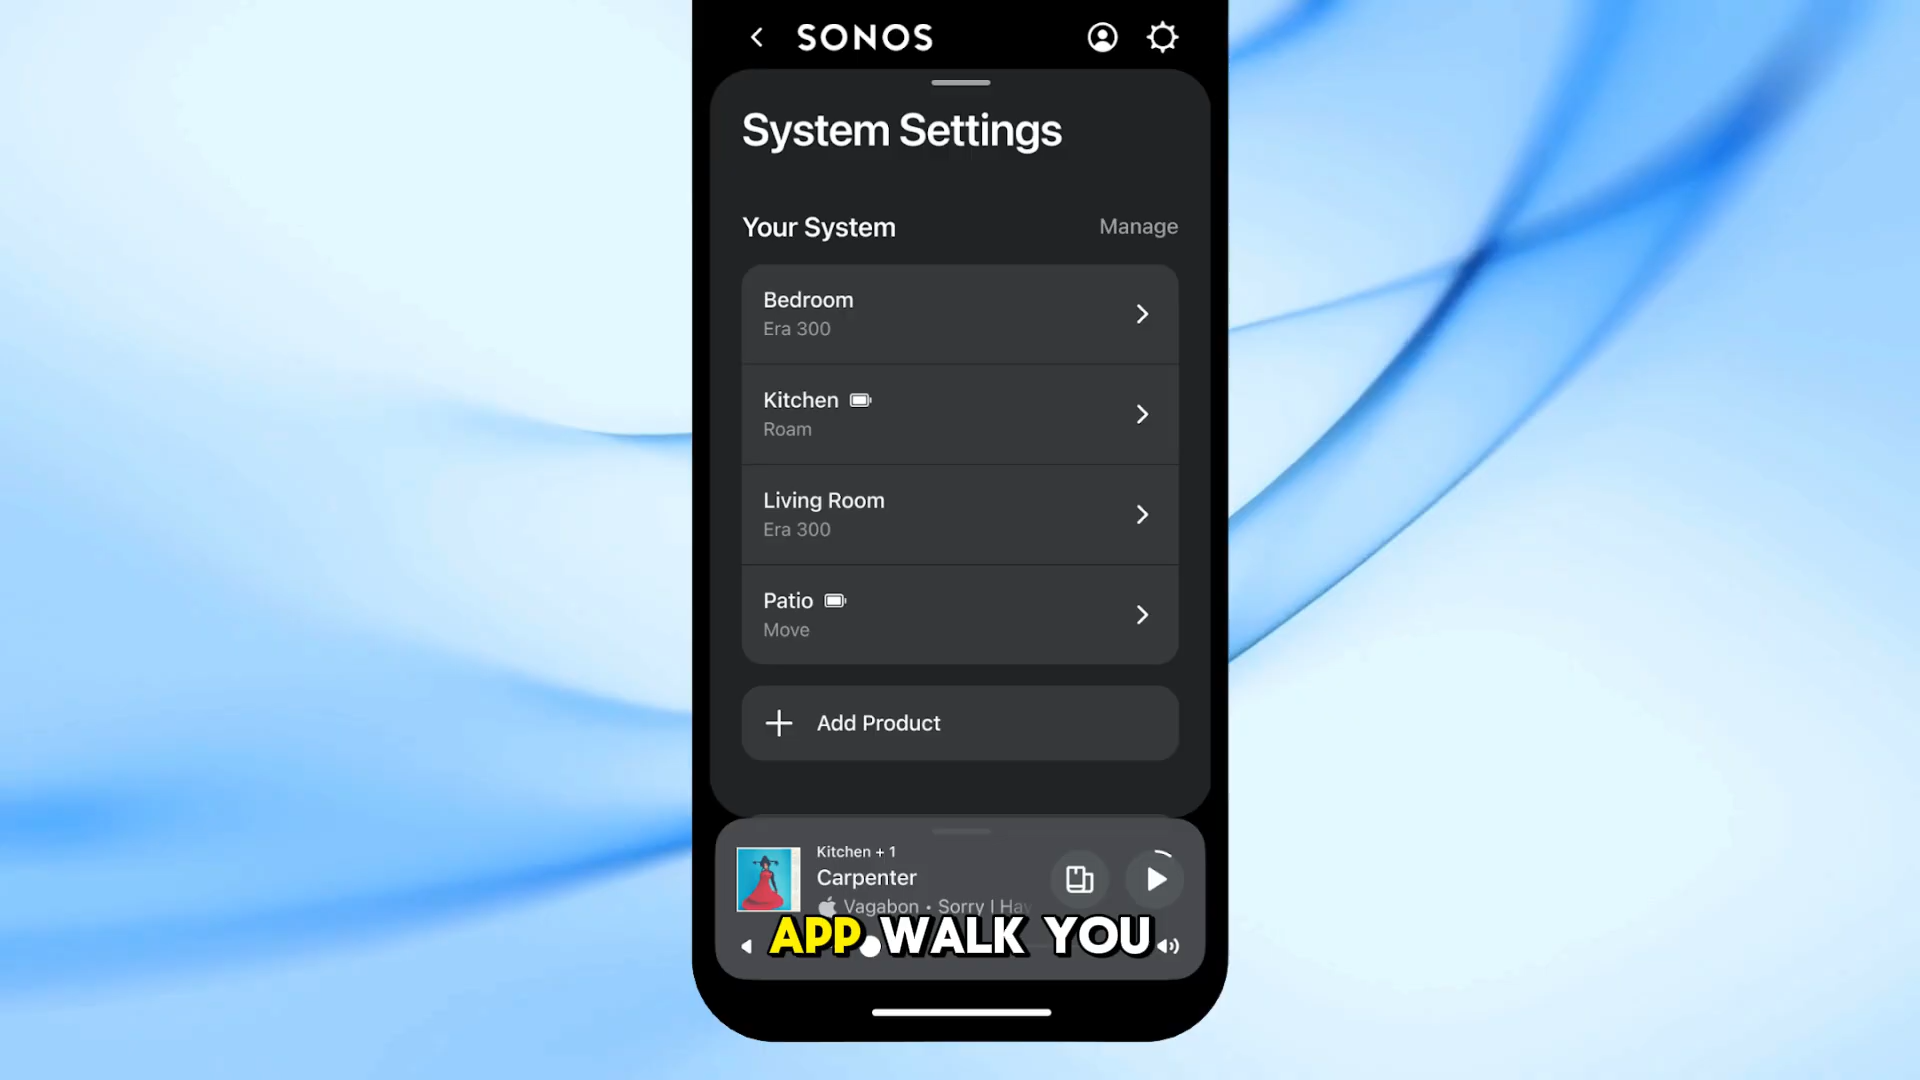 SONOS
System Settings
Your System Manage
Bedroom
Era 300
Kitchen
Roam
Living Room
Era 300
Patio
Move
Add Product
Kitchen + 1
Carpenter
Vagabon • Sorry I Hav
APP WALK YOU